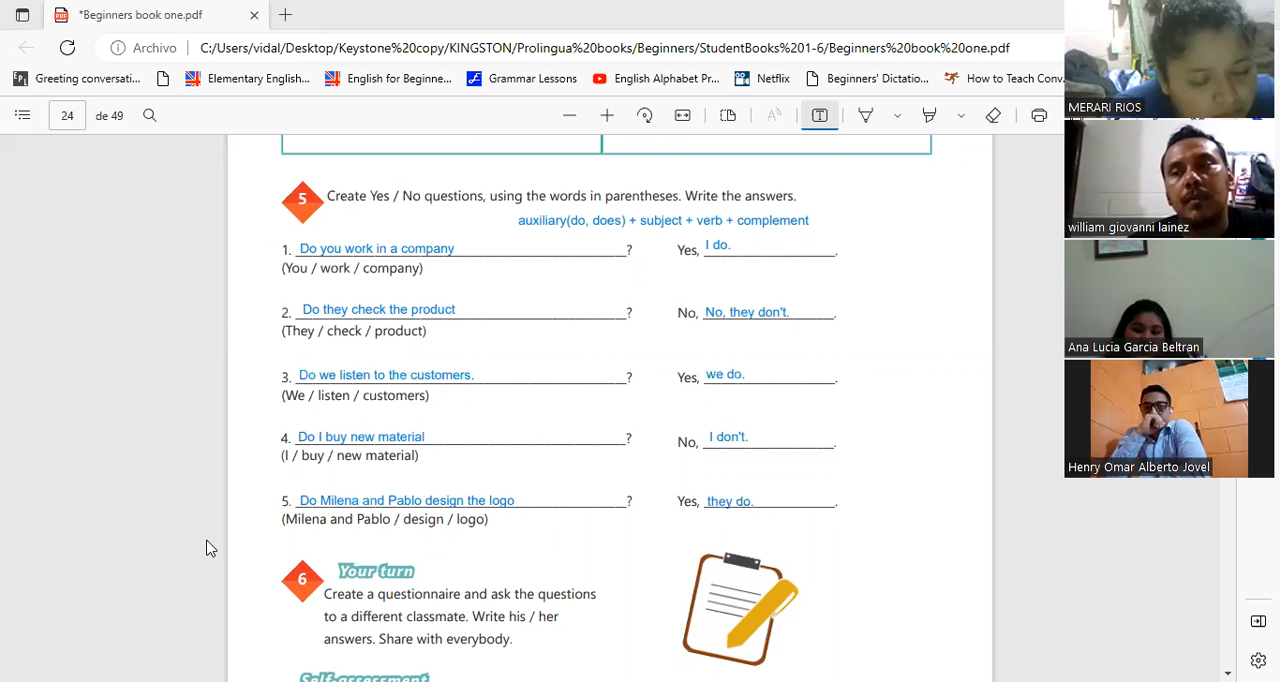 *Beginners book one.pdf
Archivo
C:/Users/vidal/Desktop/Keystone%20copy/KINGSTON/Prolingua%20books/Beginners/StudentBooks%201-6/Beginners%20book%20one.pdf
Greeting conversati...
Elementary English...
English for Beginne...
Grammar Lessons
English Alphabet Pr...
Netflix
Beginners' Dictatio...
How to Teach Conv
24 de 49
5 Create Yes / No questions, using the words in parentheses. Write the answers.
auxiliary(do, does) + subject + verb + complement
1. Do you work in a company ? Yes, I do. .
(You / work / company)
2. Do they check the product ? No, No, they don't. .
(They / check / product)
3. Do we listen to the customers. ? Yes, we do. .
(We / listen / customers)
4. Do I buy new material ? No, I don't. .
(I / buy / new material)
5. Do Milena and Pablo design the logo ? Yes, they do. .
(Milena and Pablo / design / logo)
6 Your turn
Create a questionnaire and ask the questions
to a different classmate. Write his / her
answers. Share with everybody.
Self-assessment
MERARI RIOS
william giovanni lainez
Ana Lucia Garcia Beltran
Henry Omar Alberto Jovel